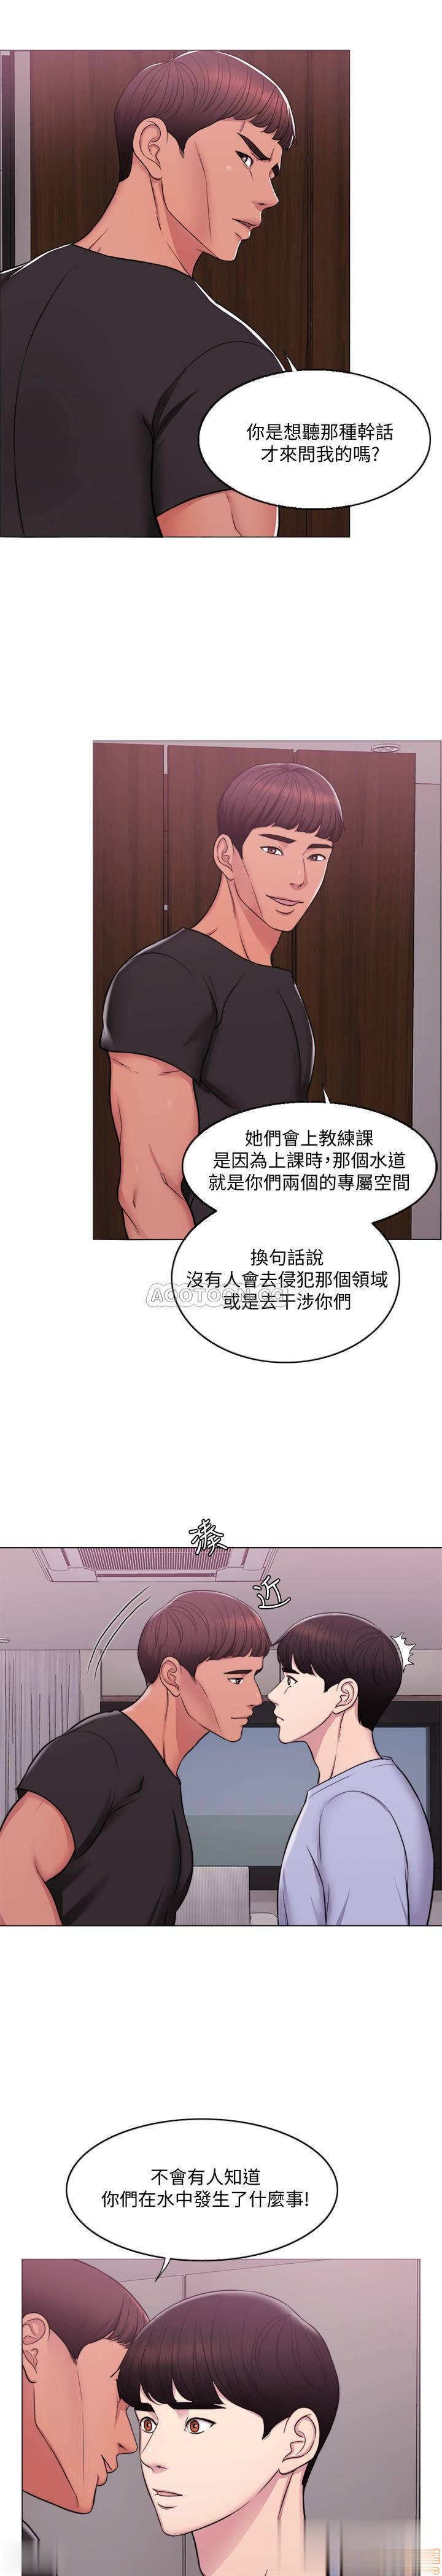 你是想聽那種幹話
才來問我的嗎?
她們會上教練課
是因為上課時,那個水道
就是你們兩個的專屬空間
換句話說
沒有人會去侵犯那個領域
或是去干涉你們
湊
近
不會有人知道
你們在水中發生了什麼事!